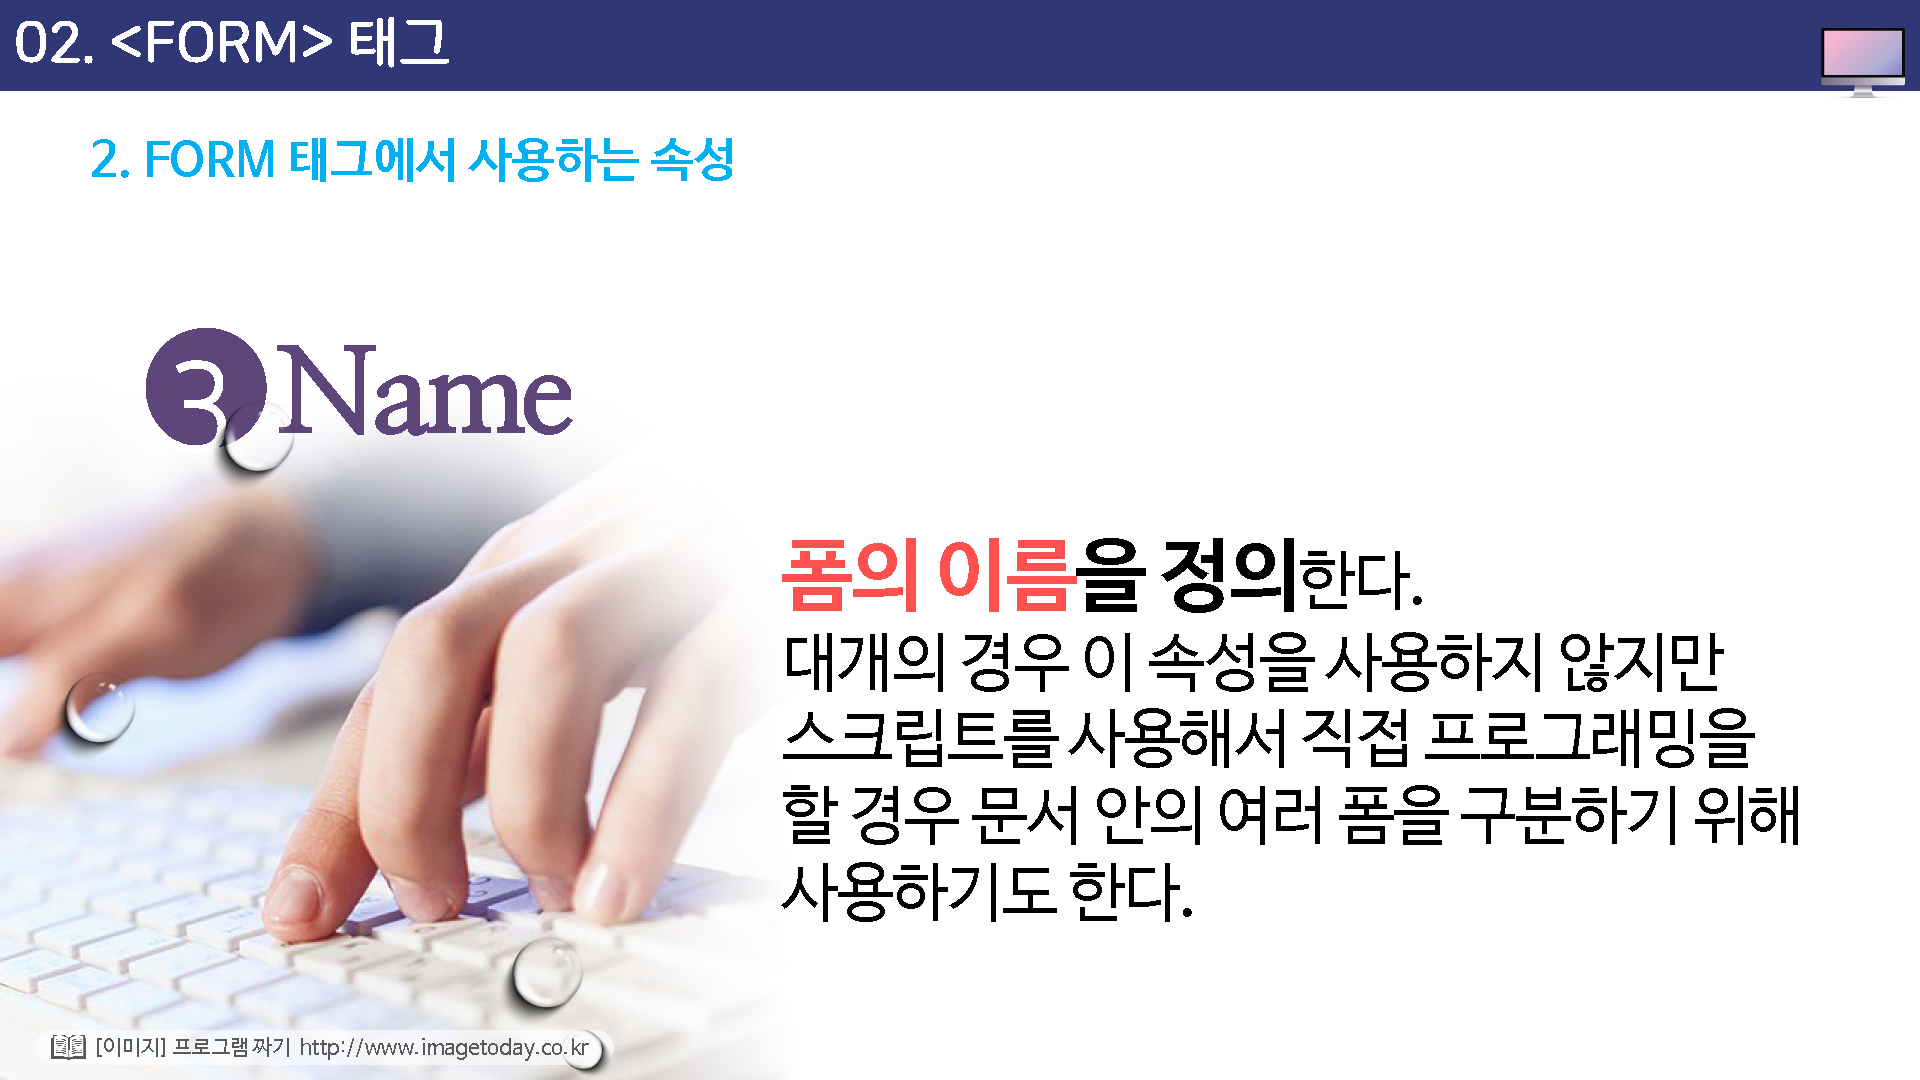 02. <FORM> 태그
2. FORM 태그에서 사용하는 속성
3 Name
폼의 이름을 정의한다.
대개의 경우 이 속성을 사용하지 않지만
스크립트를 사용해서 직접 프로그래밍을
할 경우 문서 안의 여러 폼을 구분하기 위해
사용하기도 한다.
[이미지] 프로그램 짜기 http://www.imagetoday.co.kr